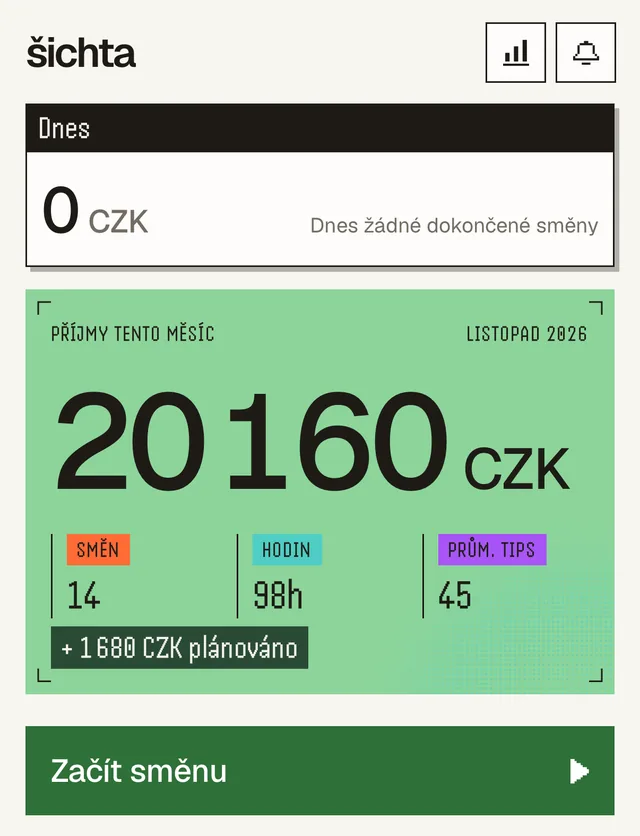 šichta
Dnes
0 CZK
Dnes žádné dokončené směny
PŘÍJMY TENTO MĚSÍC
LISTOPAD 2026
20 160 CZK
SMĚN
HODIN
PRŮM. TIPS
14
98h
45
+ 1 680 CZK plánováno
Začít směnu